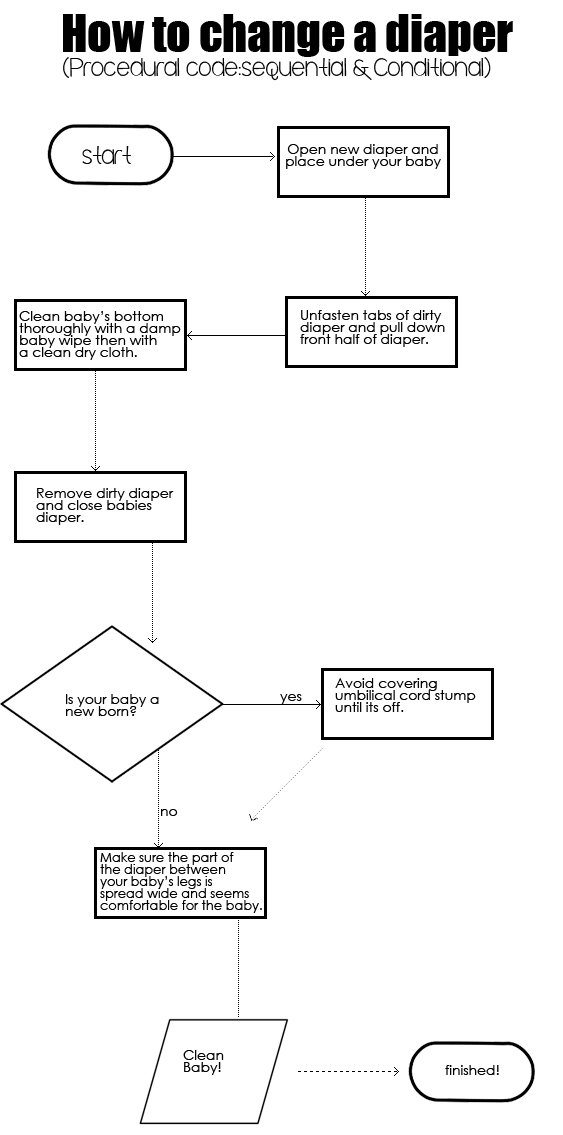 How to change a diaper
(Procedural code:sequential & Conditional)
start
Open new diaper and
place under your baby
Unfasten tabs of dirty
diaper and pull down
front half of diaper.
Clean baby's bottom
thoroughly with a damp
baby wipe then with
a clean dry cloth.
Remove dirty diaper
and close babies
diaper.
Is your baby a
new born?
yes
Avoid covering
umbilical cord stump
until its off.
no
Make sure the part of
the diaper between
your baby's legs is
spread wide and seems
comfortable for the baby.
Clean
Baby!
finished!